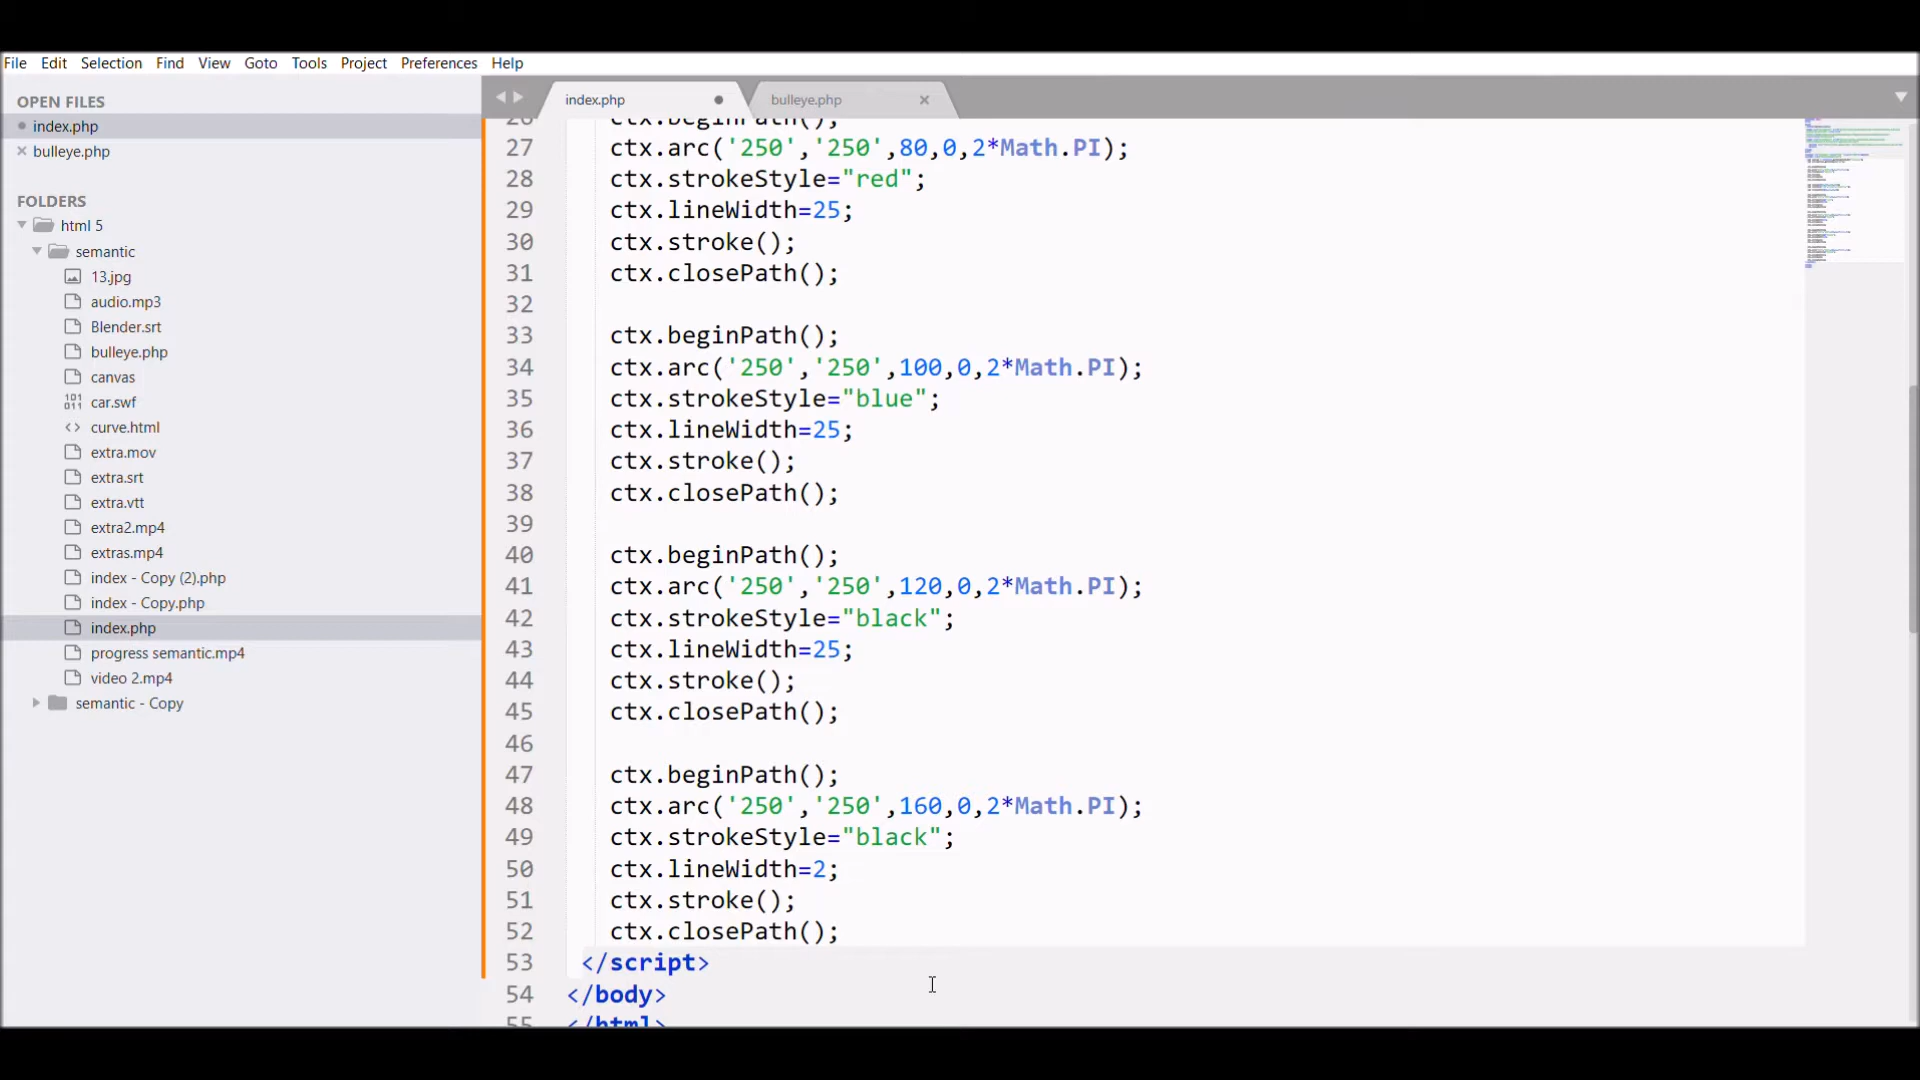 File Edit Selection Find View Goto Tools Project Preferences Help
OPEN FILES
index.php
bulleye.php
FOLDERS
html 5
semantic
13.jpg
audio.mp3
Blender.srt
bulleye.php
canvas
car.swf
curve.html
extra.mov
extra.srt
extra.vtt
extra2.mp4
extras.mp4
index - Copy (2).php
index - Copy.php
index.php
progress semantic.mp4
video 2.mp4
semantic - Copy
index.php bulleye.php
26 ctx.beginPath();
27 ctx.arc('250','250',80,0,2*Math.PI);
28 ctx.strokeStyle="red";
29 ctx.lineWidth=25;
30 ctx.stroke();
31 ctx.closePath();
32
33 ctx.beginPath();
34 ctx.arc('250','250',100,0,2*Math.PI);
35 ctx.strokeStyle="blue";
36 ctx.lineWidth=25;
37 ctx.stroke();
38 ctx.closePath();
39
40 ctx.beginPath();
41 ctx.arc('250','250',120,0,2*Math.PI);
42 ctx.strokeStyle="black";
43 ctx.lineWidth=25;
44 ctx.stroke();
45 ctx.closePath();
46
47 ctx.beginPath();
48 ctx.arc('250','250',160,0,2*Math.PI);
49 ctx.strokeStyle="black";
50 ctx.lineWidth=2;
51 ctx.stroke();
52 ctx.closePath();
53 </script>
54 </body>
55 </html>